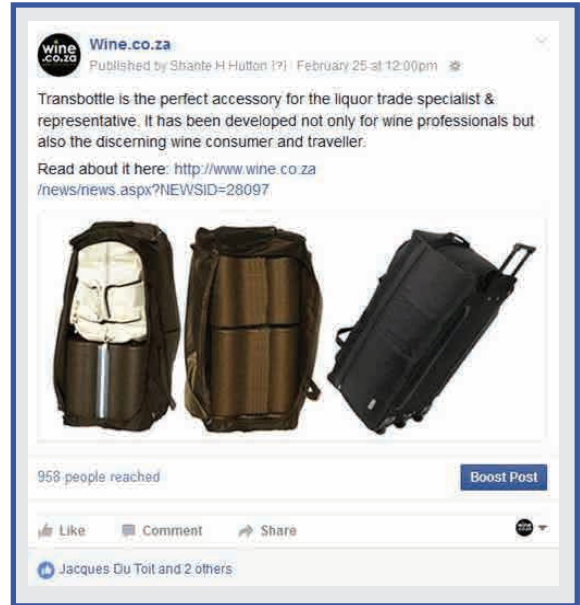 wine
.co.za
Wine.co.za
Published by Shante H Hutton [?] · February 25 at 12:00pm ·
Transbottle is the perfect accessory for the liquor trade specialist &
representative. It has been developed not only for wine professionals but
also the discerning wine consumer and traveller.
Read about it here: http://www.wine.co.za
/news/news.aspx?NEWSID=28097
958 people reached
Boost Post
Like
Comment
Share
Jacques Du Toit and 2 others